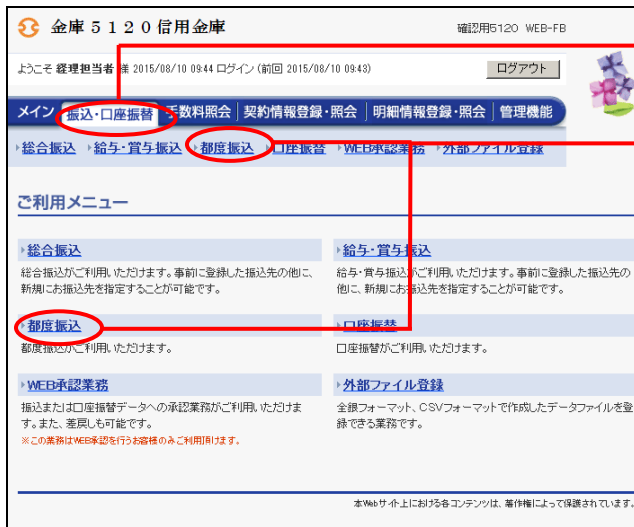 金庫５１２０信用金庫
確認用5120 WEB-FB
ようこそ 経理担当者 様 2015/08/10 09:44 ログイン (前回 2015/08/10 09:43)
ログアウト
メイン 振込・口座振替 手数料照会 契約情報登録・照会 明細情報登録・照会 管理機能
総合振込 給与・賞与振込 都度振込 口座振替 WEB承認業務 外部ファイル登録
ご利用メニュー
総合振込 給与・賞与振込
総合振込がご利用いただけます。事前に登録した振込先の他に、
新規にお振込先を指定することが可能です。
給与・賞与振込がご利用いただけます。事前に登録した振込先の
他に、新規にお振込先を指定することが可能です。
都度振込 口座振替
都度振込がご利用いただけます。
口座振替がご利用いただけます。
WEB承認業務 外部ファイル登録
振込または口座振替データへの承認業務がご利用いただけま
す。また、差戻しも可能です。
※この業務はWEB承認を行うお客様のみご利用頂けます。
全銀フォーマット、CSVフォーマットで作成したデータファイルを登
録できる業務です。
本Webサイト上における各コンテンツは、著作権によって保護されています。